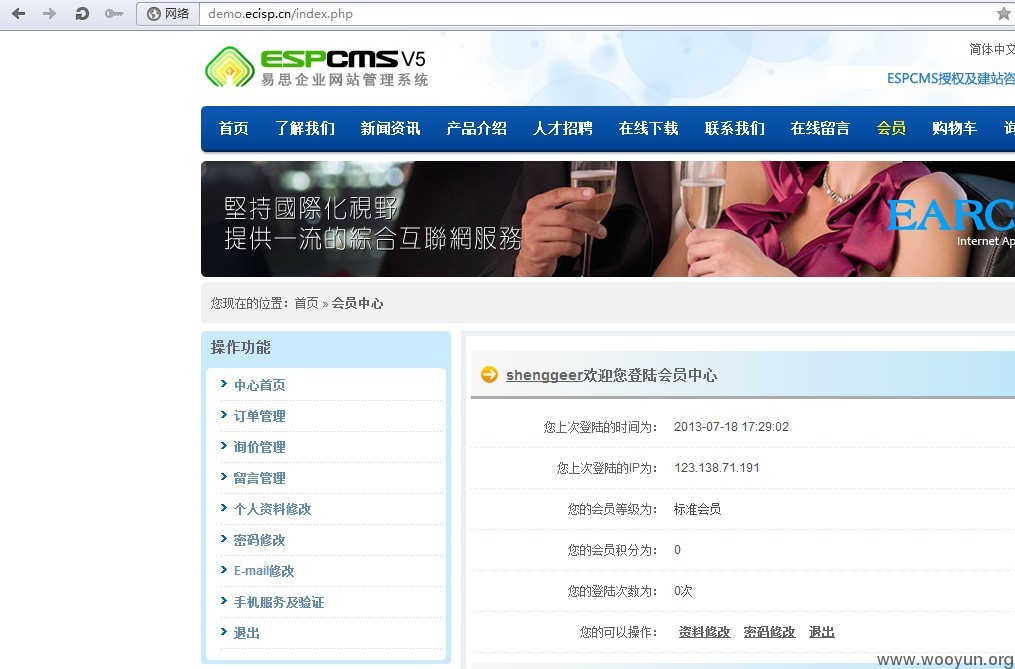 网络 demo.ecisp.cn/index.php
ESPCMS V5
易思企业网站管理系统
简体中文
ESPCMS授权及建站咨
首页 了解我们 新闻资讯 产品介绍 人才招聘 在线下载 联系我们 在线留言 会员 购物车 询
堅持國際化視野
提供一流的綜合互聯網服務
EARC
Internet Ap
您现在的位置：首页 » 会员中心
操作功能
中心首页
订单管理
询价管理
留言管理
个人资料修改
密码修改
E-mail修改
手机服务及验证
退出
shenggeer欢迎您登陆会员中心
您上次登陆的时间为： 2013-07-18 17:29:02
您上次登陆的IP为： 123.138.71.191
您的会员等级为： 标准会员
您的会员积分为： 0
您的登陆次数为： 0次
您的可以操作： 资料修改 密码修改 退出
www.wooyun.org